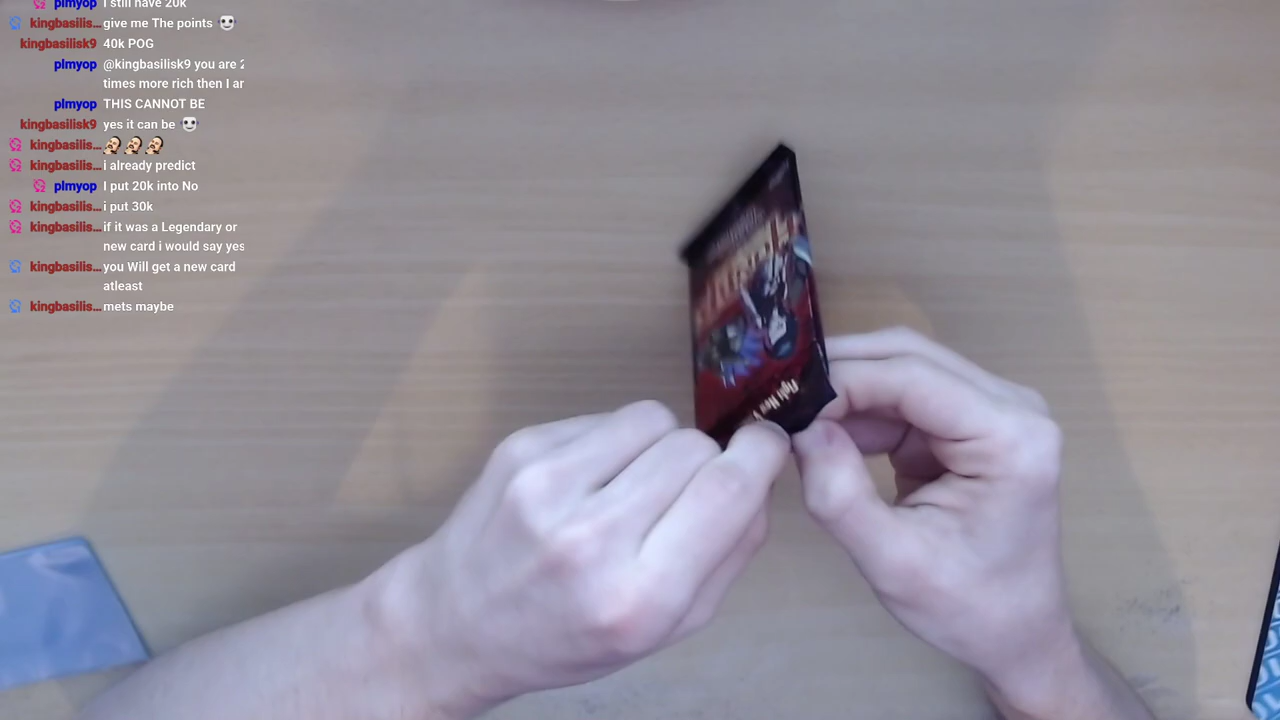 plmyop I still have 20k
kingbasilis... give me The points
kingbasilisk9 40k POG
plmyop @kingbasilisk9 you are
times more rich then I
plmyop THIS CANNOT BE
kingbasilisk9 yes it can be
kingbasilis...
kingbasilis... i already predict
plmyop I put 20k into No
kingbasilis... i put 30k
kingbasilis... if it was a Legendary or
new card i would say yes
kingbasilis... you Will get a new card
atleast
kingbasilis... mets maybe